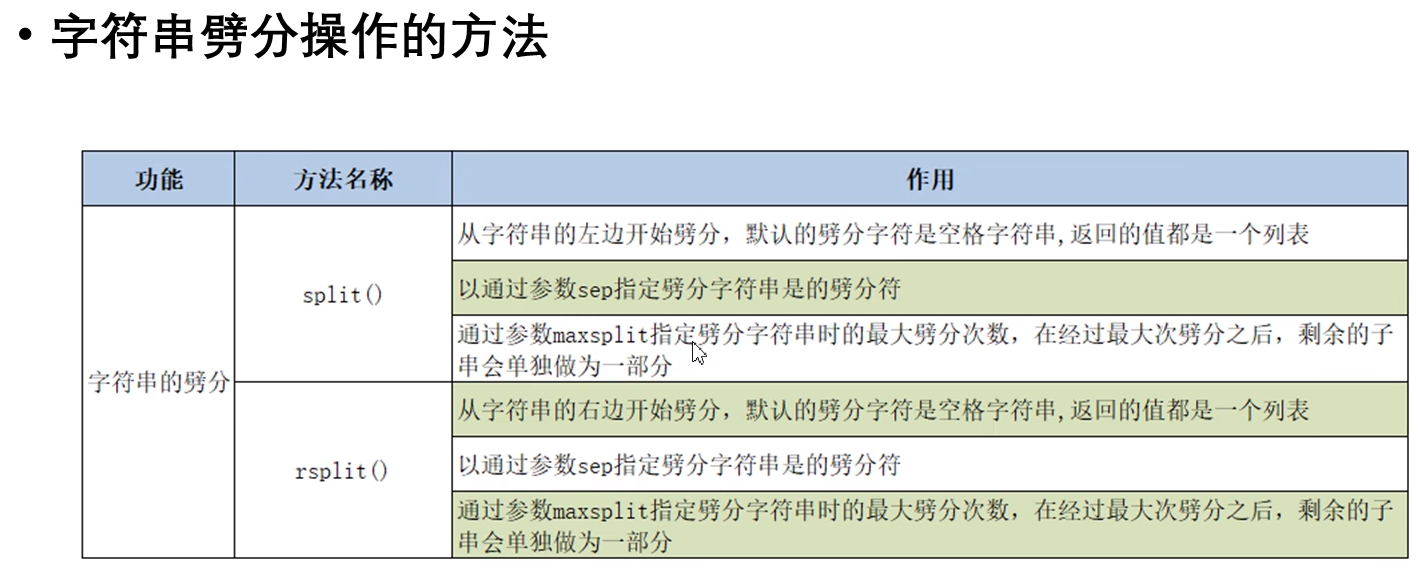 • 字符串劈分操作的方法
功能 方法名称 作用
字符串的劈分
split()
从字符串的左边开始劈分，默认的劈分字符是空格字符串,返回的值都是一个列表
以通过参数sep指定劈分字符串是的劈分符
通过参数maxsplit指定劈分字符串时的最大劈分次数，在经过最大次劈分之后，剩余的子
串会单独做为一部分
rsplit()
从字符串的右边开始劈分，默认的劈分字符是空格字符串,返回的值都是一个列表
以通过参数sep指定劈分字符串是的劈分符
通过参数maxsplit指定劈分字符串时的最大劈分次数，在经过最大次劈分之后，剩余的子
串会单独做为一部分